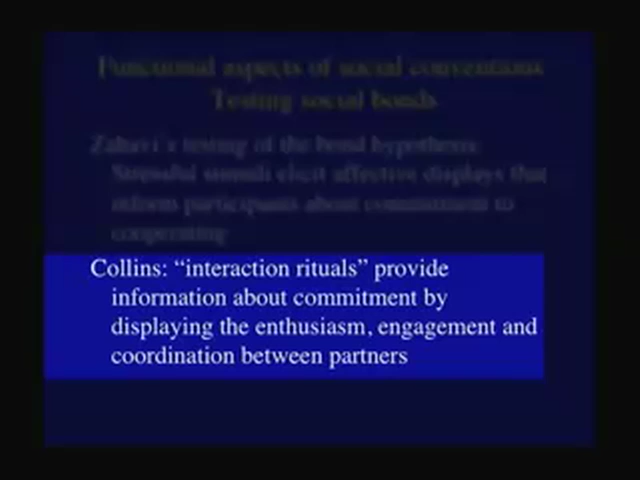 Functional aspects of social conventions
Testing social bonds
Zahavi's testing of the bond hypothesis
Stressful stimuli elicit affective displays that
inform participants about commitment to
cooperating
Collins: “interaction rituals” provide
information about commitment by
displaying the enthusiasm, engagement and
coordination between partners